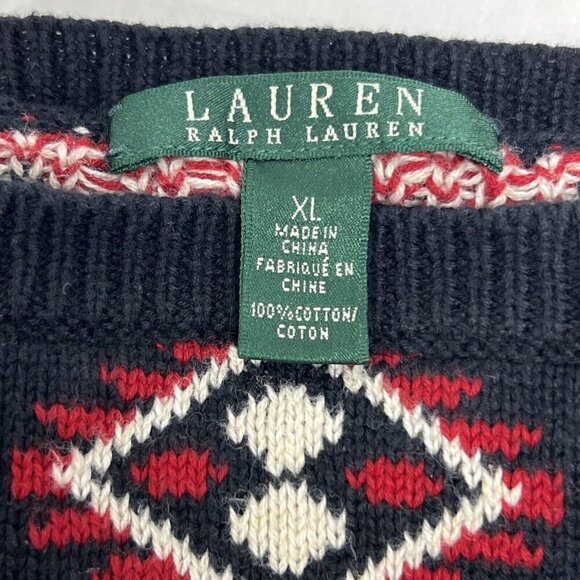 LAUREN
RALPH LAUREN
XL
MADE IN
CHINA
FABRIQUÉ EN
CHINE
100%COTTON/
COTON